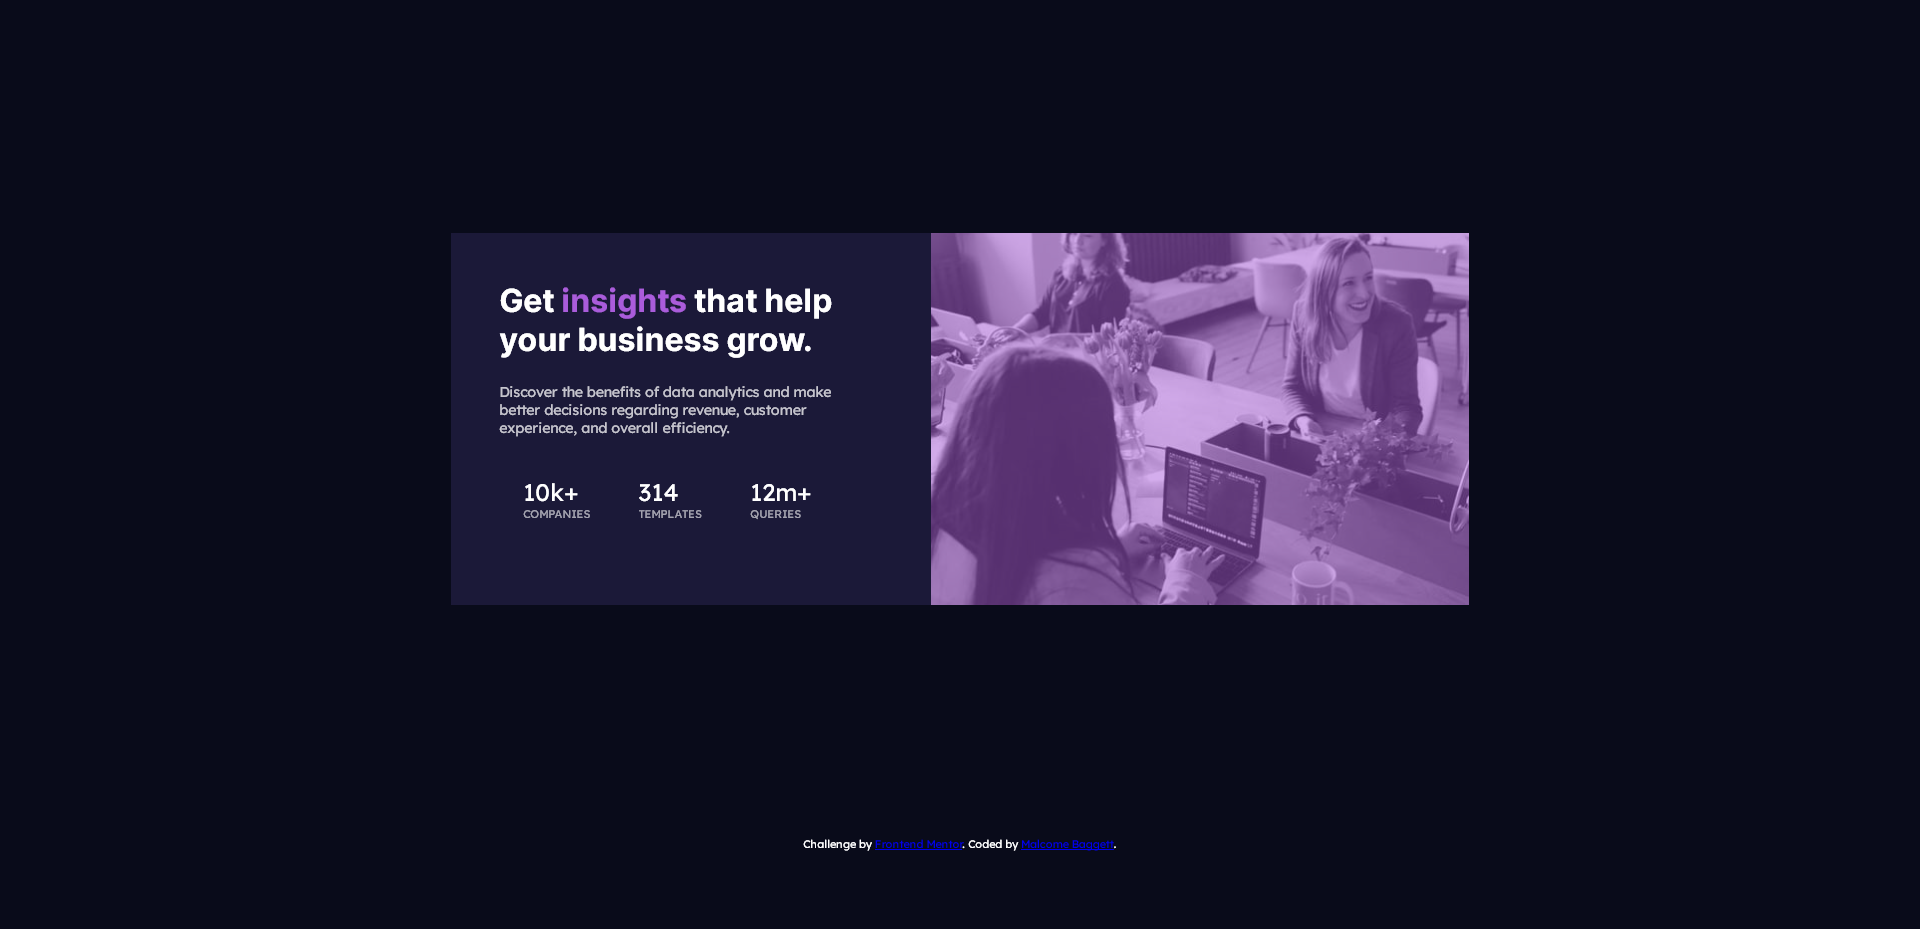 Get insights that help
your business grow.
Discover the benefits of data analytics and make
better decisions regarding revenue, customer
experience, and overall efficiency.
10k+ 314 12m+
COMPANIES TEMPLATES QUERIES
Challenge by Frontend Mentor. Coded by Malcome Baggett.